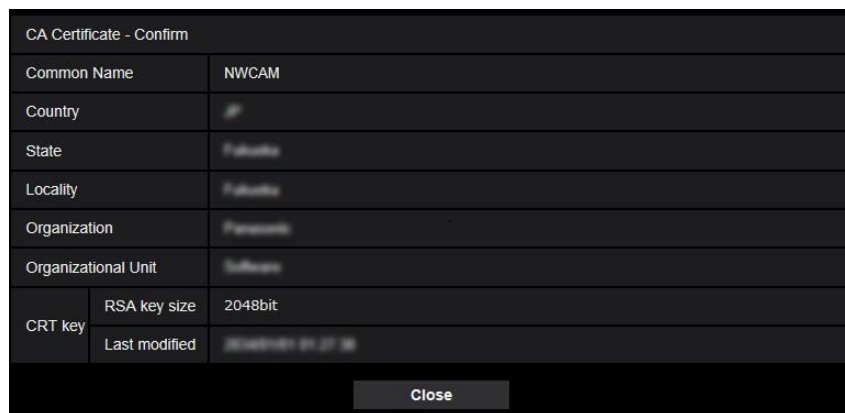 CA Certificate - Confirm
Common Name NWCAM
Country
State
Locality
Organization
Organizational Unit
CRT key
RSA key size 2048bit
Last modified
Close